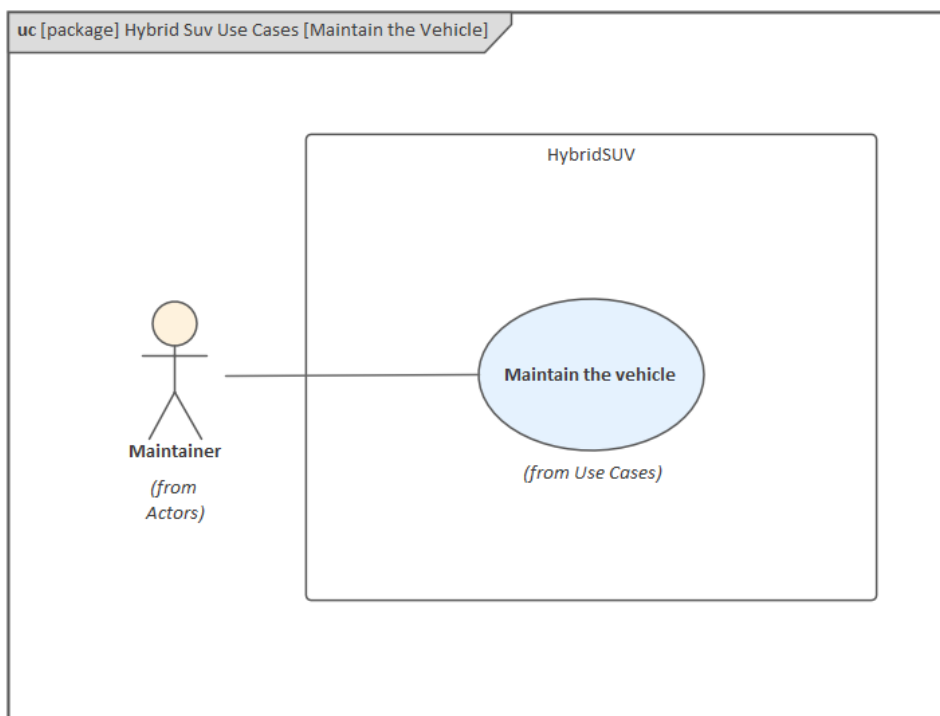 uc [package] Hybrid Suv Use Cases [Maintain the Vehicle]
HybridSUV
Maintain the vehicle
(from Use Cases)
Maintainer
(from
Actors)